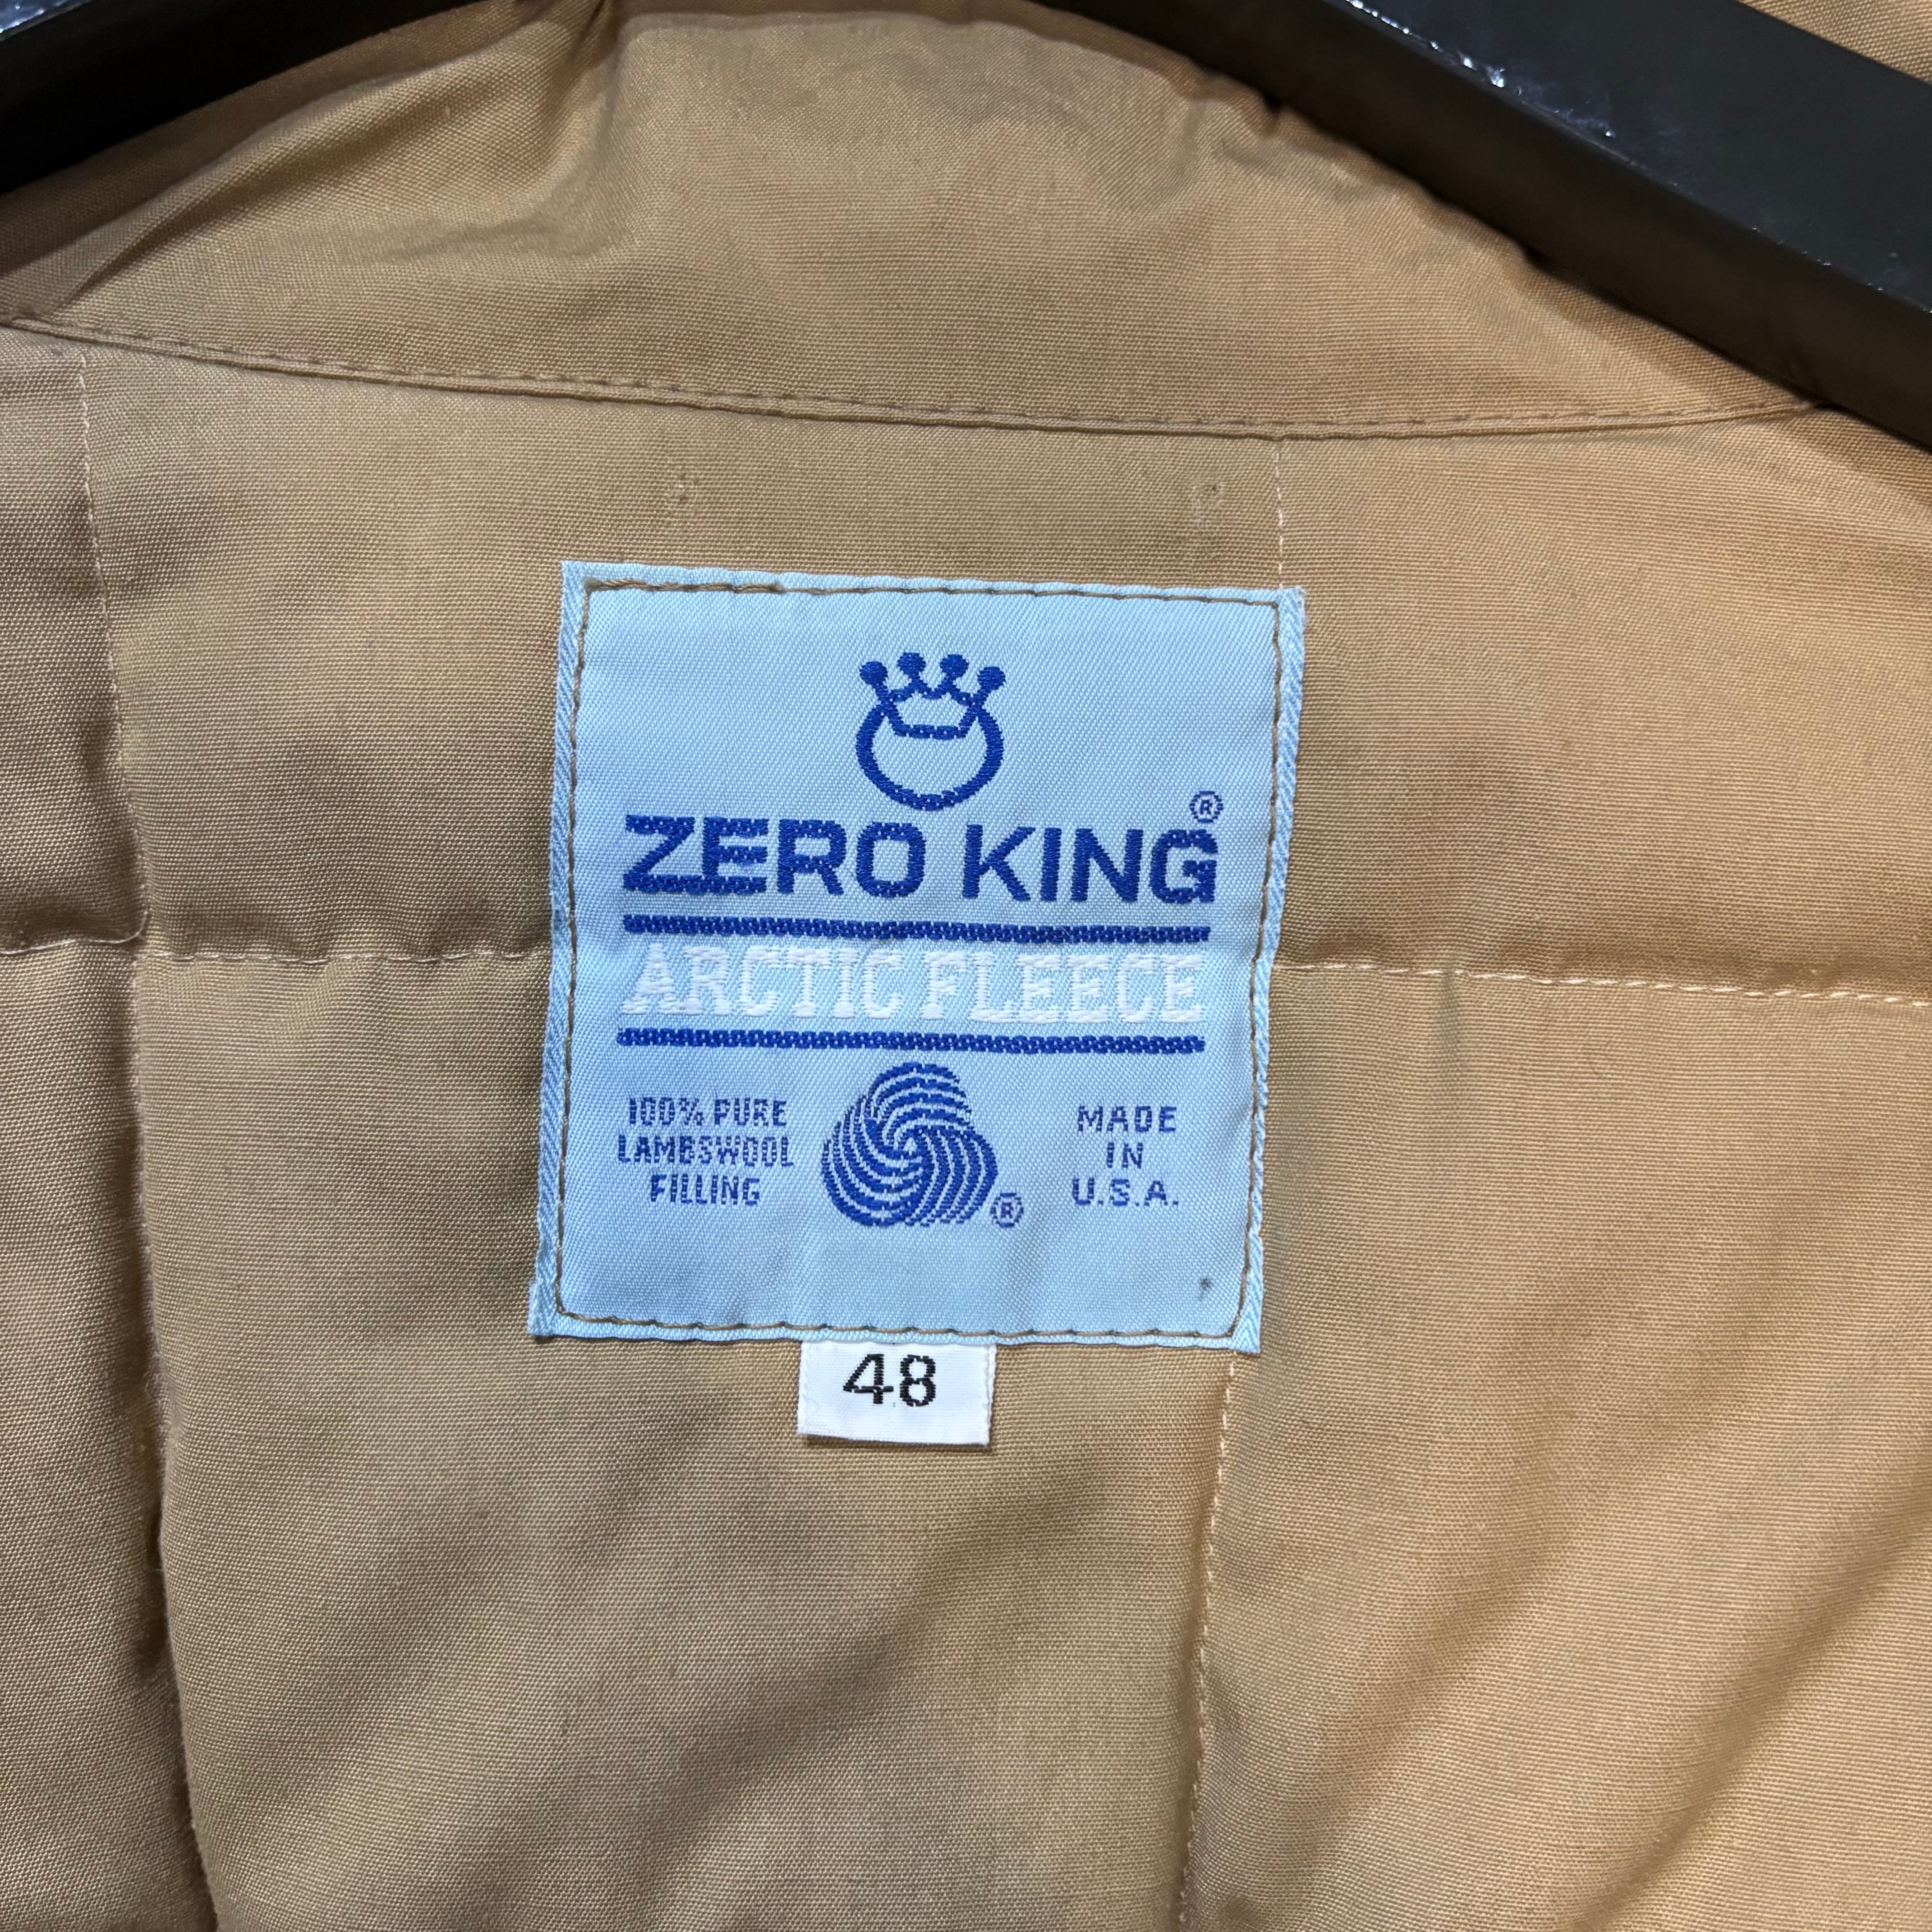 ZERO KING®
ARCTIC FLEECE
100% PURE
LAMBSWOOL
FILLING
®
MADE
IN
U.S.A.
48